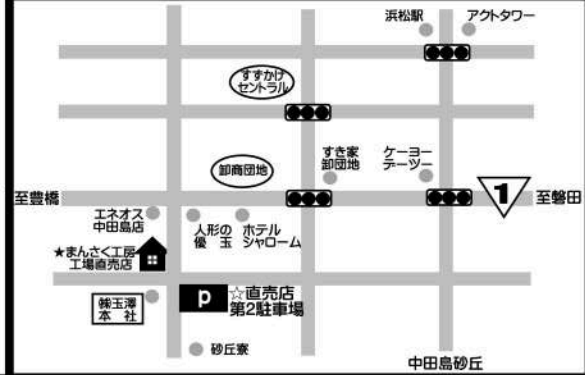 浜松駅
アクトタワー
すずかけ
セントラル
すき家
卸団地
ケーヨー
デーツー
卸商団地
至豊橋
1
至磐田
エネオス
中田島店
人形の
優玉
ホテル
シャローム
★まんさく工房
工場直売店
㈱玉澤
本社
P
☆直売店
第2駐車場
砂丘寮
中田島砂丘